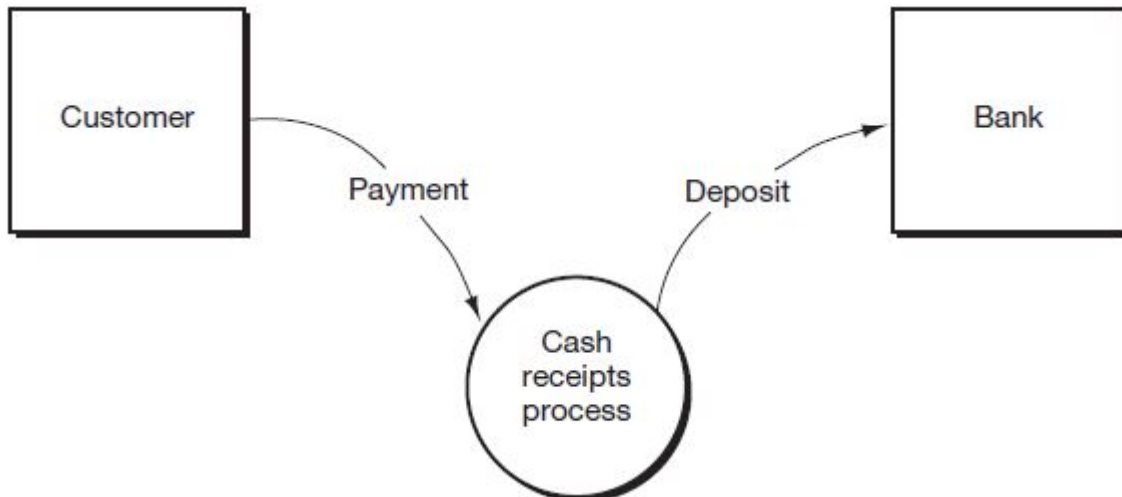 Customer
Bank
Payment
Deposit
Cash
receipts
process